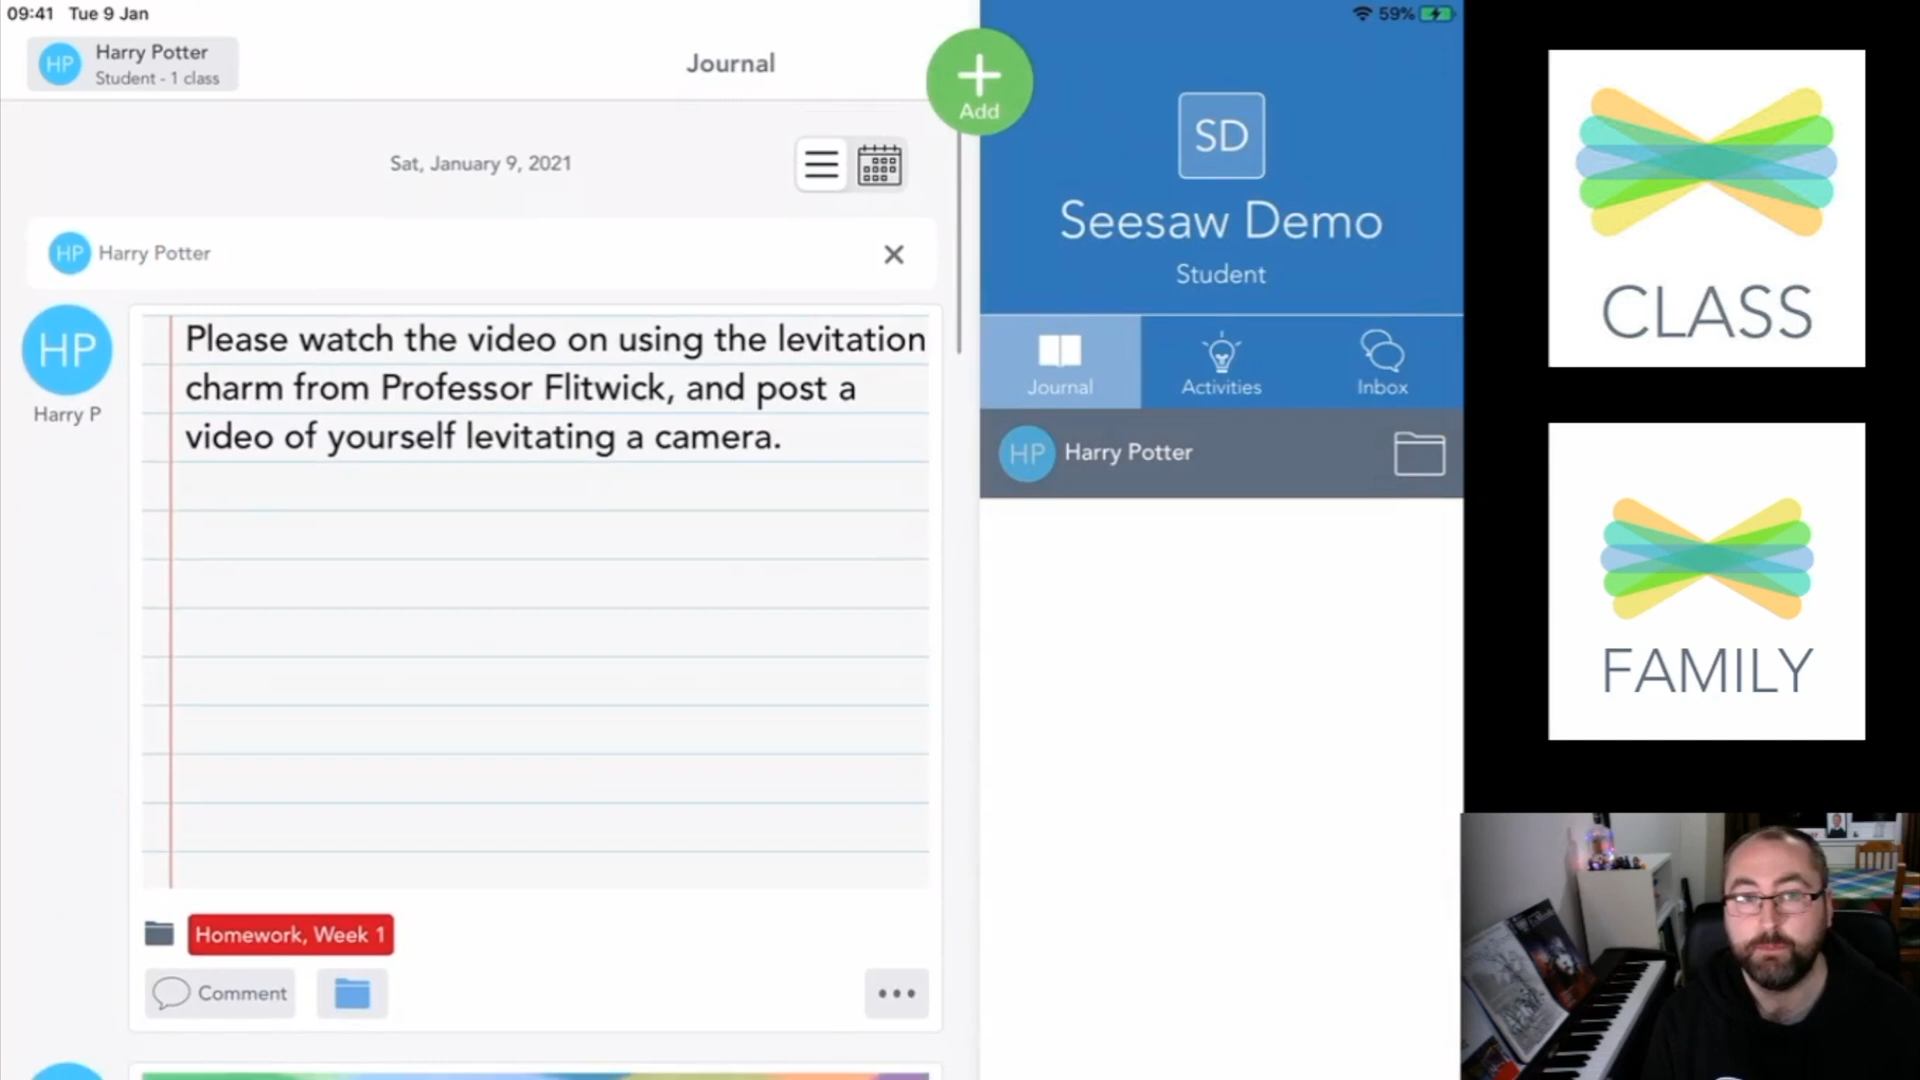 09:41 Tue 9 Jan
59%
HP
Harry Potter
Student - 1 class
Journal
+
Add
Sat, January 9, 2021
HP Harry Potter
HP
Harry P
Please watch the video on using the levitation
charm from Professor Flitwick, and post a
video of yourself levitating a camera.
Homework, Week 1
Comment
SD
Seesaw Demo
Student
Journal
Activities
Inbox
HP Harry Potter
CLASS
FAMILY